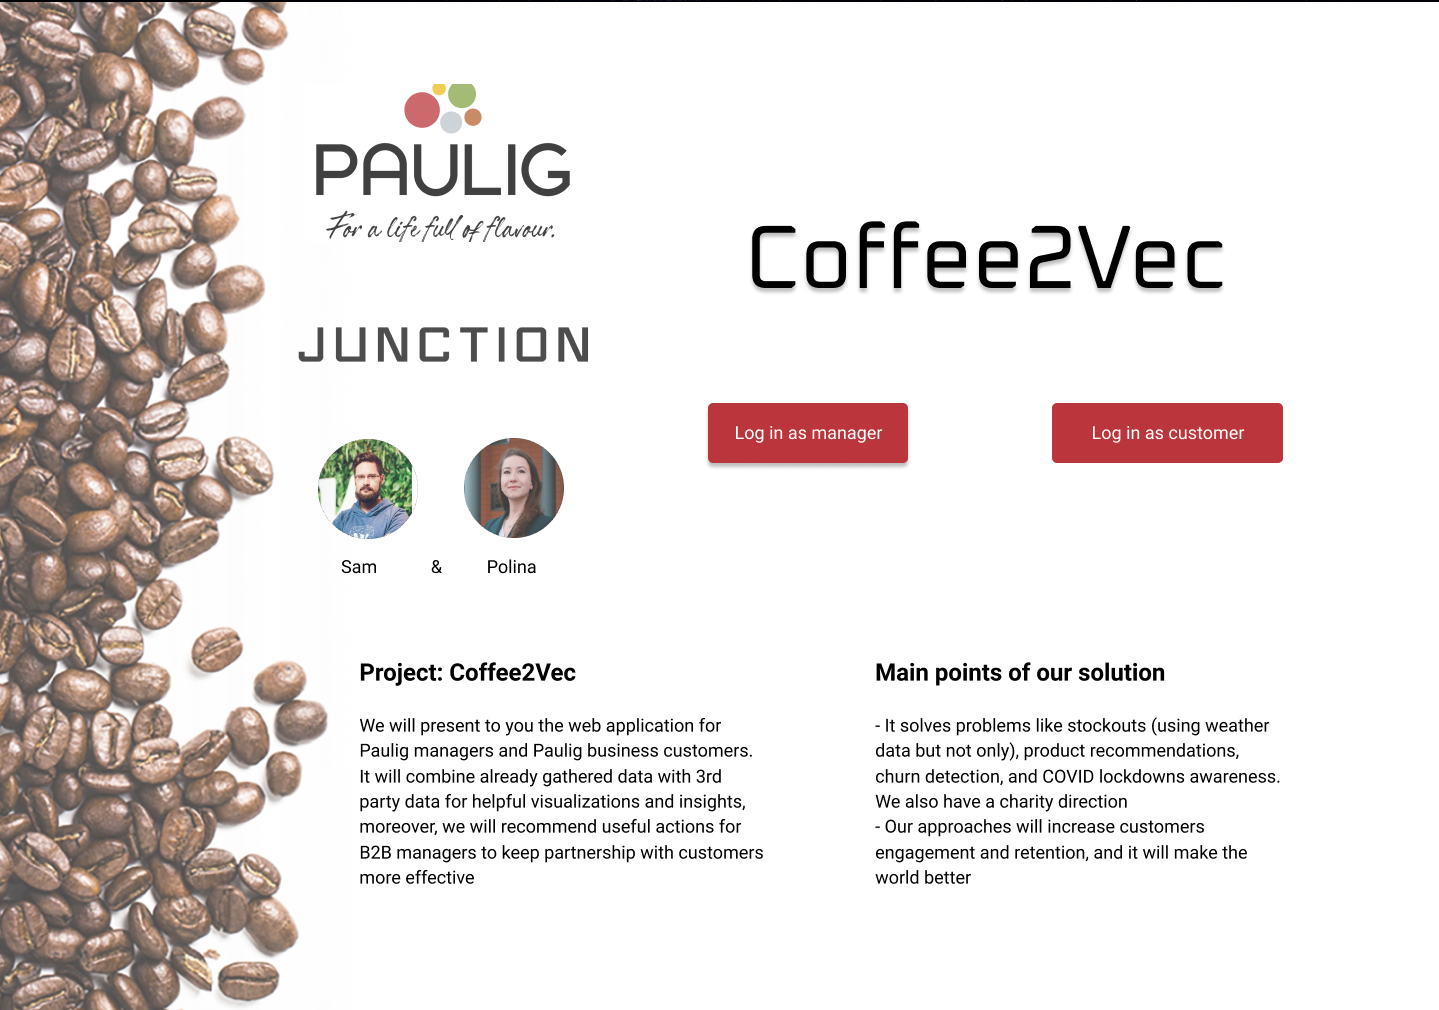 PAULIG
For a life full of flavour.
JUNCTION
Coffee2Vec
Log in as manager
Log in as customer
Sam & Polina
Project: Coffee2Vec
We will present to you the web application for
Paulig managers and Paulig business customers.
It will combine already gathered data with 3rd
party data for helpful visualizations and insights,
moreover, we will recommend useful actions for
B2B managers to keep partnership with customers
more effective
Main points of our solution
- It solves problems like stockouts (using weather
data but not only), product recommendations,
churn detection, and COVID lockdowns awareness.
We also have a charity direction
- Our approaches will increase customers
engagement and retention, and it will make the
world better